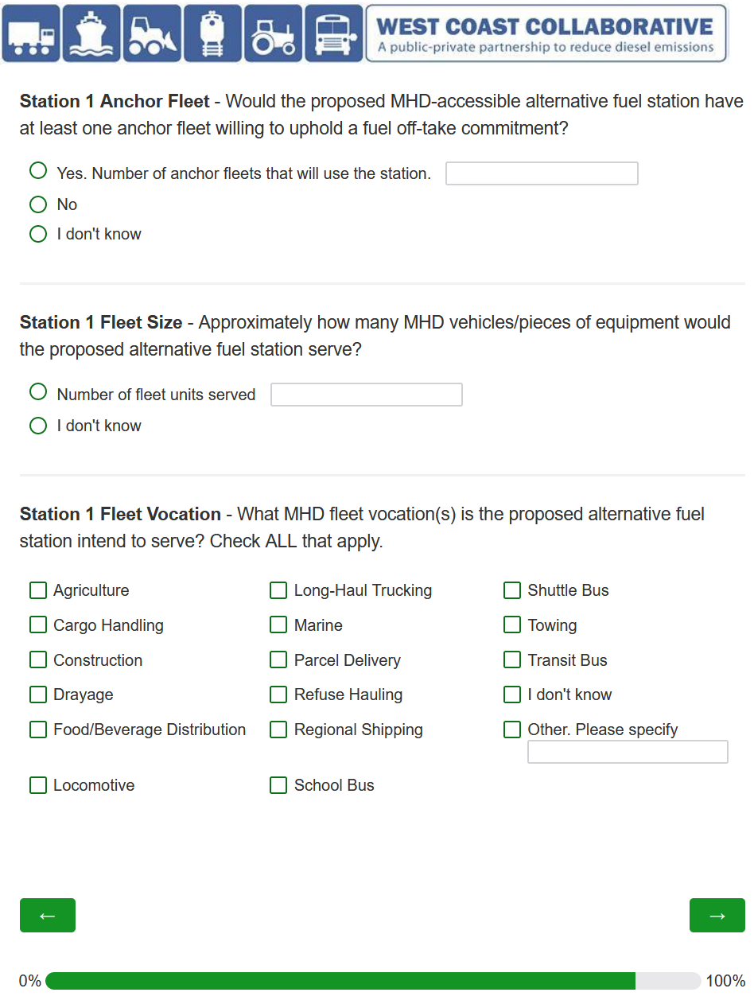 WEST COAST COLLABORATIVE
A public-private partnership to reduce diesel emissions
Station 1 Anchor Fleet - Would the proposed MHD-accessible alternative fuel station have
at least one anchor fleet willing to uphold a fuel off-take commitment?
Yes. Number of anchor fleets that will use the station.
No
I don't know
Station 1 Fleet Size - Approximately how many MHD vehicles/pieces of equipment would
the proposed alternative fuel station serve?
Number of fleet units served
I don't know
Station 1 Fleet Vocation - What MHD fleet vocation(s) is the proposed alternative fuel
station intend to serve? Check ALL that apply.
Agriculture
Long-Haul Trucking
Shuttle Bus
Cargo Handling
Marine
Towing
Construction
Parcel Delivery
Transit Bus
Drayage
Refuse Hauling
I don't know
Food/Beverage Distribution
Regional Shipping
Other. Please specify
Locomotive
School Bus
←
→
0%
100%